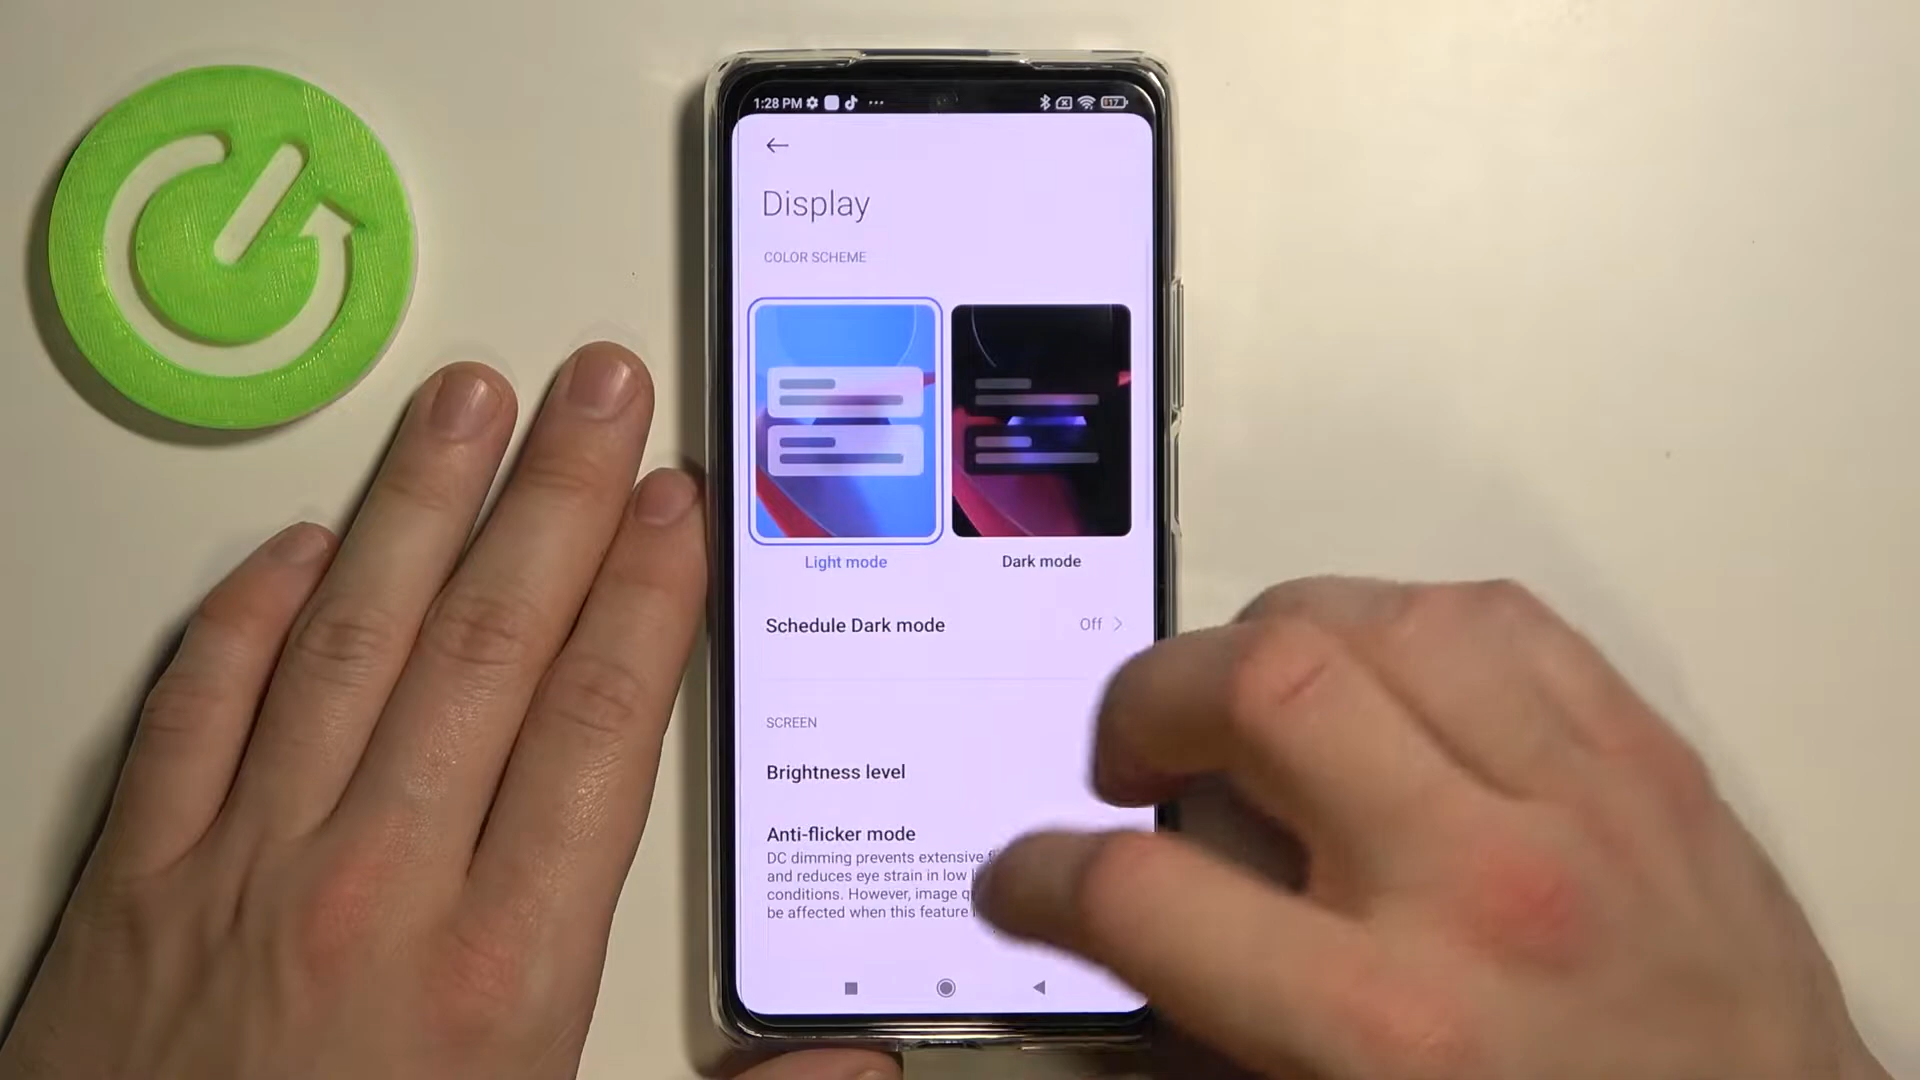 1:28 PM
17
Display
COLOR SCHEME
Light mode
Dark mode
Schedule Dark mode
Off
SCREEN
Brightness level
Anti-flicker mode
DC dimming prevents extensive
and reduces eye strain in low
conditions. However, image
be affected when this feature